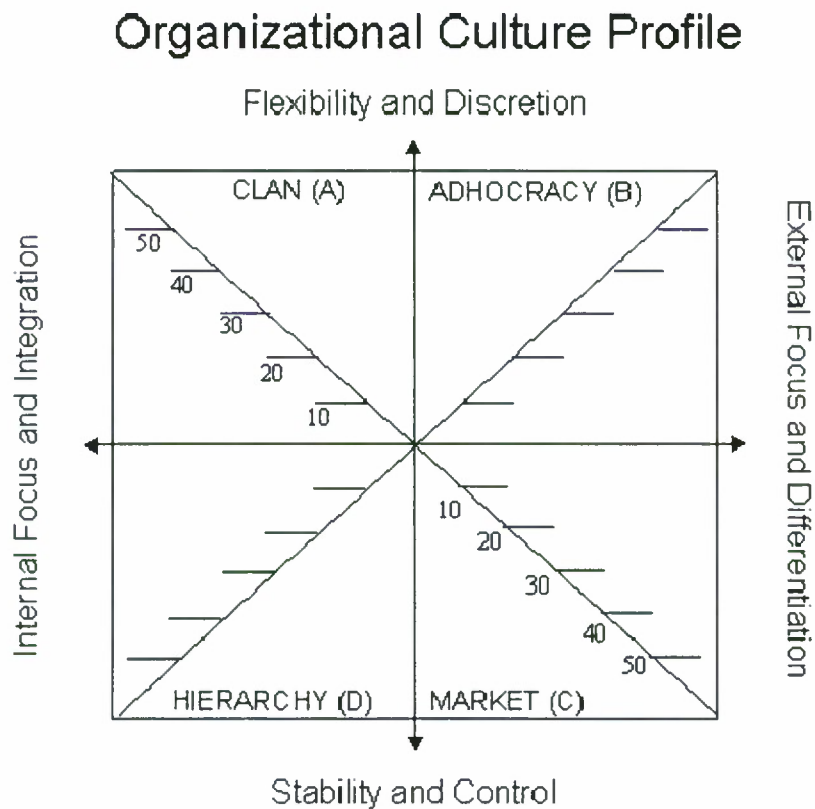 Organizational Culture Profile
Flexibility and Discretion
CLAN (A)
ADHOCRACY (B)
50
40
30
20
10
Internal Focus and Integration
External Focus and Differentiation
10
20
30
40
50
HIERARCHY (D)
MARKET (C)
Stability and Control